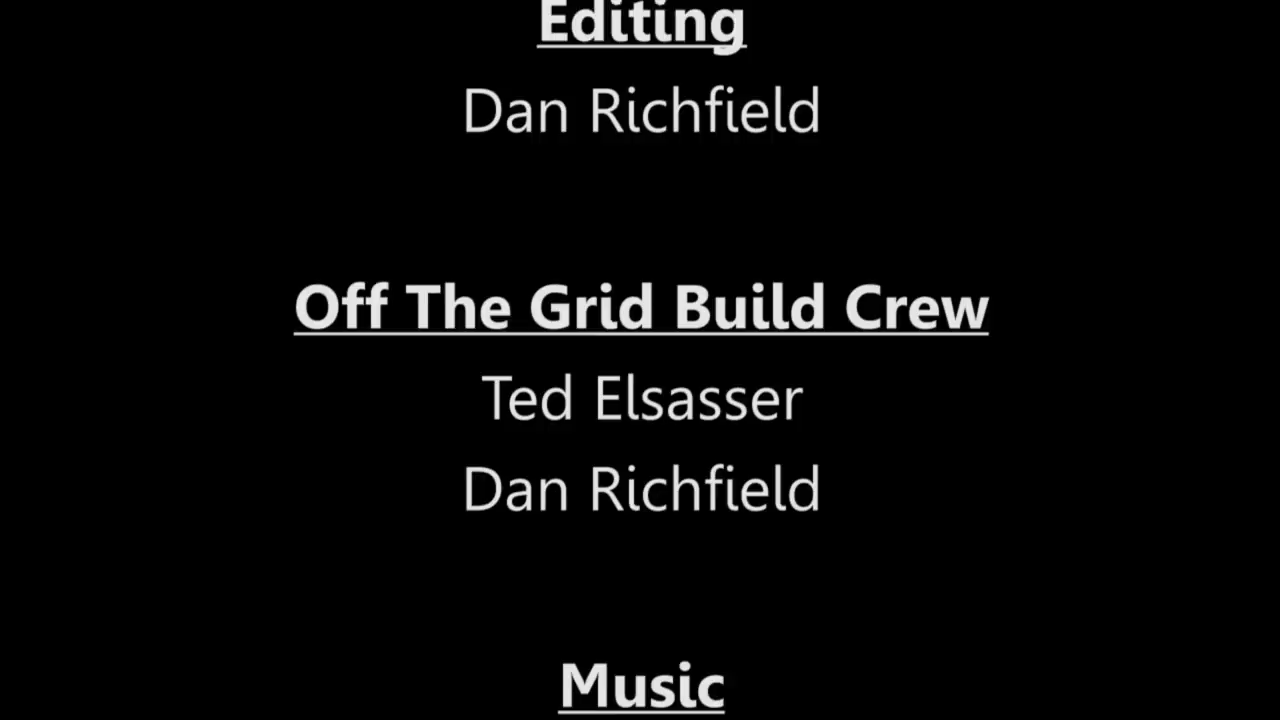 Editing
Dan Richfield
Off The Grid Build Crew
Ted Elsasser
Dan Richfield
Music